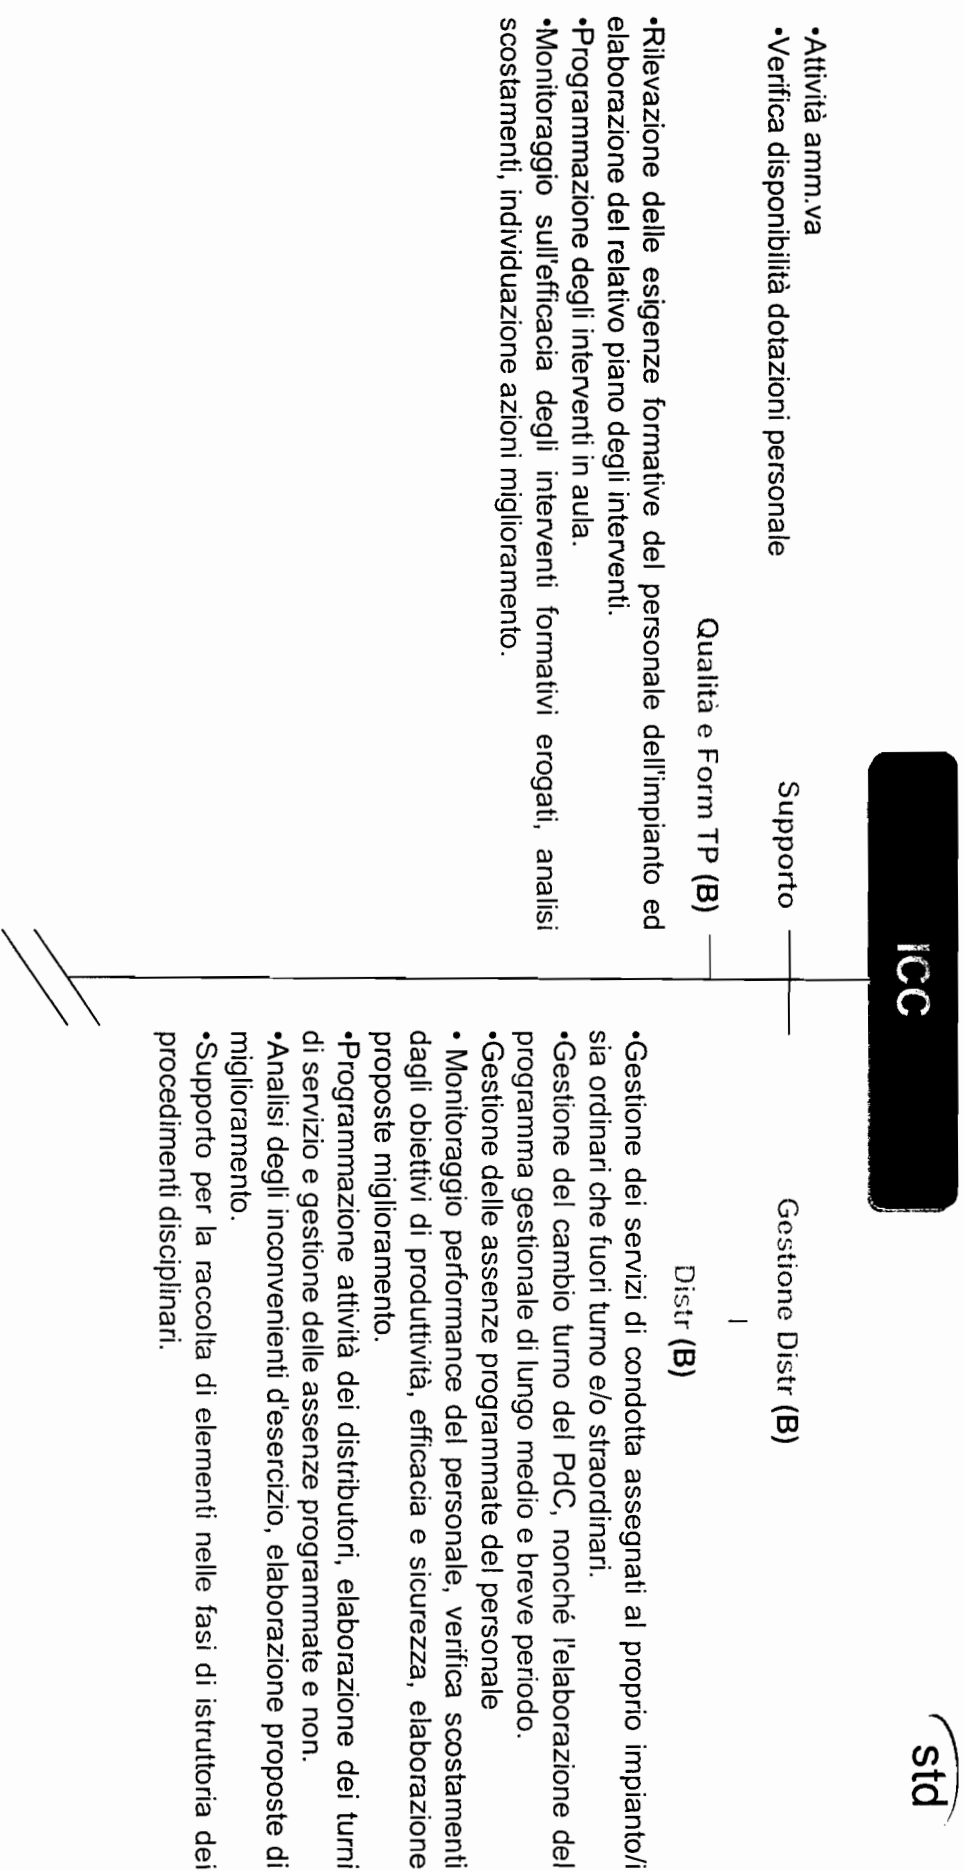 std
ICC
Supporto
Gestione Distr (B)
•Attività amm.va
•Verifica disponibilità dotazioni personale
Qualità e Form TP (B)
Distr (B)
•Rilevazione delle esigenze formative del personale dell'impianto ed
elaborazione del relativo piano degli interventi.
•Programmazione degli interventi in aula.
•Monitoraggio sull'efficacia degli interventi formativi erogati, analisi
scostamenti, individuazione azioni miglioramento.
•Gestione dei servizi di condotta assegnati al proprio impianto/i
sia ordinari che fuori turno e/o straordinari.
•Gestione del cambio turno del PdC, nonché l'elaborazione del
programma gestionale di lungo medio e breve periodo.
•Gestione delle assenze programmate del personale
• Monitoraggio performance del personale, verifica scostamenti
dagli obiettivi di produttività, efficacia e sicurezza, elaborazione
proposte miglioramento.
•Programmazione attività dei distributori, elaborazione dei turni
di servizio e gestione delle assenze programmate e non.
•Analisi degli inconvenienti d'esercizio, elaborazione proposte di
miglioramento.
•Supporto per la raccolta di elementi nelle fasi di istruttoria dei
procedimenti disciplinari.